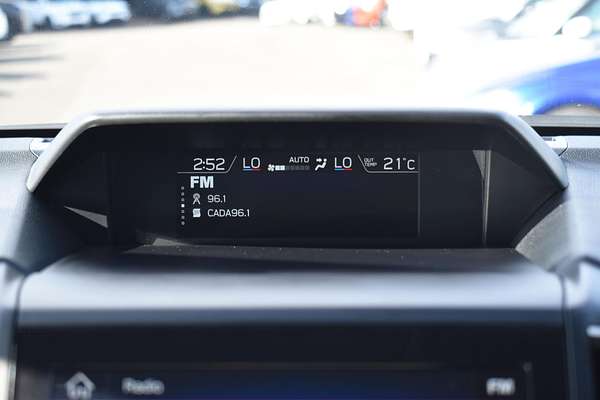 2:52 LO AUTO LO OUT TEMP 21°C
FM
96.1
CADA96.1
Radio FM